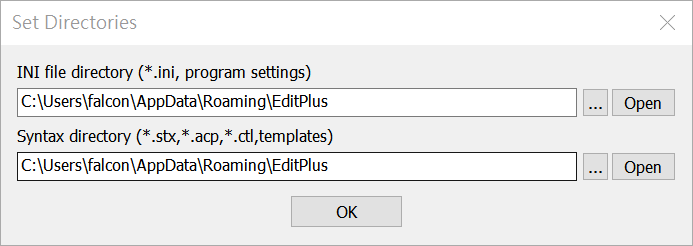 Set Directories
INI file directory (*.ini, program settings)
C:\Users\falcon\AppData\Roaming\EditPlus
...
Open
Syntax directory (*.stx,*.acp,*.ctl,templates)
C:\Users\falcon\AppData\Roaming\EditPlus
...
Open
OK